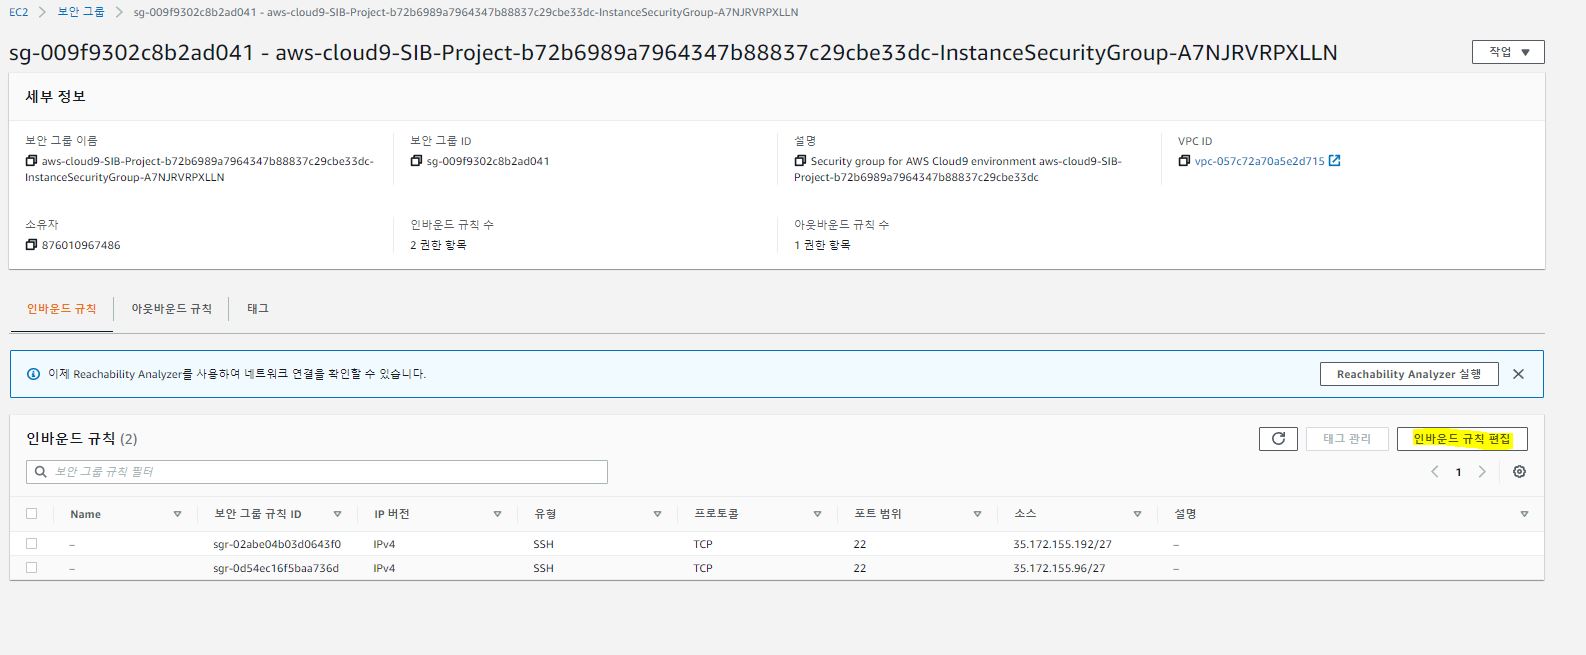 EC2 > 보안 그룹 > sg-009f9302c8b2ad041 - aws-cloud9-SIB-Project-b72b6989a7964347b88837c29cbe33dc-InstanceSecurityGroup-A7NJRVRPXLLN
sg-009f9302c8b2ad041 - aws-cloud9-SIB-Project-b72b6989a7964347b88837c29cbe33dc-InstanceSecurityGroup-A7NJRVRPXLLN
작업
세부 정보
보안 그룹 이름
aws-cloud9-SIB-Project-b72b6989a7964347b88837c29cbe33dc-
InstanceSecurityGroup-A7NJRVRPXLLN
보안 그룹 ID
sg-009f9302c8b2ad041
설명
Security group for AWS Cloud9 environment aws-cloud9-SIB-
Project-b72b6989a7964347b88837c29cbe33dc
VPC ID
vpc-057c72a70a5e2d715
소유자
876010967486
인바운드 규칙 수
2 권한 항목
아웃바운드 규칙 수
1 권한 항목
인바운드 규칙 아웃바운드 규칙 태그
이제 Reachability Analyzer를 사용하여 네트워크 연결을 확인할 수 있습니다.
Reachability Analyzer 실행
인바운드 규칙 (2)
태그 관리 인바운드 규칙 편집
보안 그룹 규칙 필터
1
Name 보안 그룹 규칙 ID IP 버전 유형 프로토콜 포트 범위 소스 설명
– sgr-02abe04b03d0643f0 IPv4 SSH TCP 22 35.172.155.192/27 –
– sgr-0d54ec16f5baa736d IPv4 SSH TCP 22 35.172.155.96/27 –